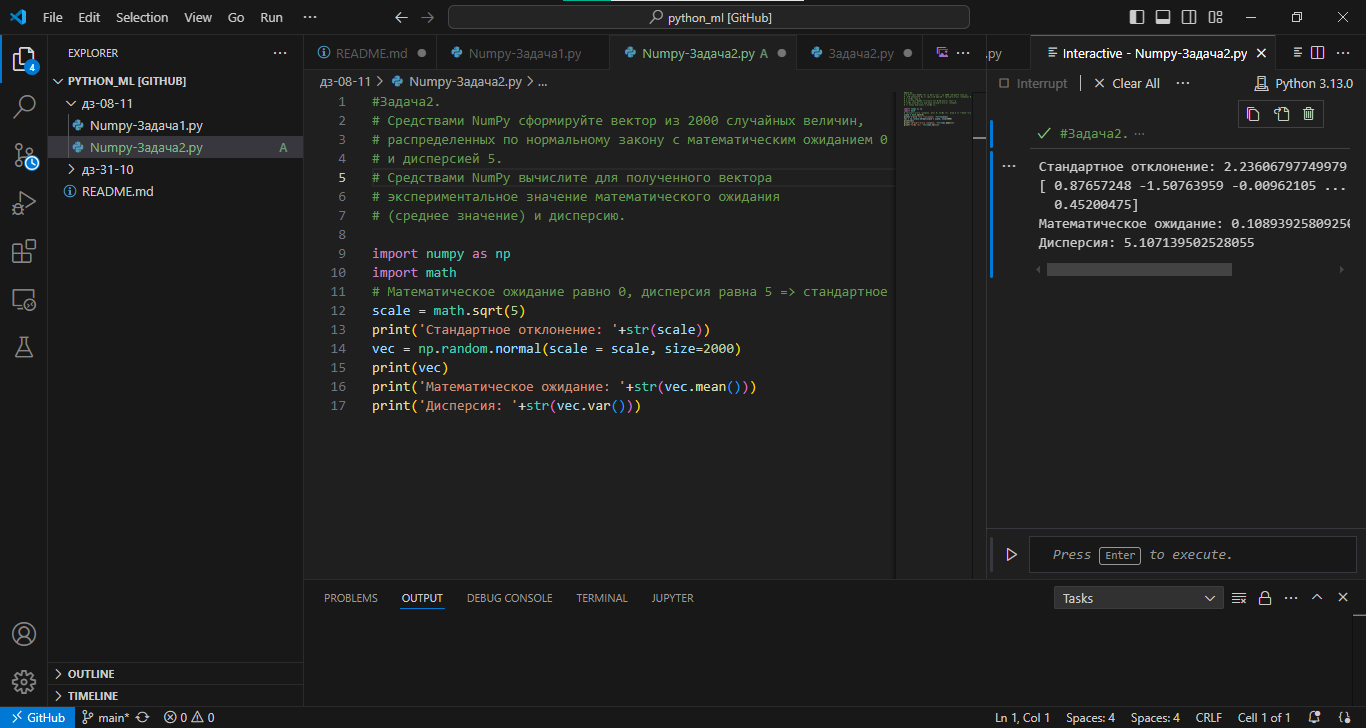 File Edit Selection View Go Run ···
python_ml [GitHub]
EXPLORER
PYTHON_ML [GITHUB]
дз-08-11
Numpy-Задача1.py
Numpy-Задача2.py A
дз-31-10
README.md
OUTLINE
TIMELINE
4
README.md
Numpy-Задача1.py
Numpy-Задача2.py A
Задача2.py
.py
дз-08-11 > Numpy-Задача2.py > ...
1 #Задача2.
2 # Средствами NumPy сформируйте вектор из 2000 случайных величин,
3 # распределенных по нормальному закону с математическим ожиданием 0
4 # и дисперсией 5.
5 # Средствами NumPy вычислите для полученного вектора
6 # экспериментальное значение математического ожидания
7 # (среднее значение) и дисперсию.
8
9 import numpy as np
10 import math
11 # Математическое ожидание равно 0, дисперсия равна 5 => стандартное
12 scale = math.sqrt(5)
13 print('Стандартное отклонение: '+str(scale))
14 vec = np.random.normal(scale = scale, size=2000)
15 print(vec)
16 print('Математическое ожидание: '+str(vec.mean()))
17 print('Дисперсия: '+str(vec.var()))
Interactive - Numpy-Задача2.py
Interrupt Clear All ··· Python 3.13.0
#Задача2. ···
Стандартное отклонение: 2.23606797749979
[ 0.87657248 -1.50763959 -0.00962105 ...
0.45200475]
Математическое ожидание: 0.1089392580925
Дисперсия: 5.107139502528055
Press Enter to execute.
PROBLEMS OUTPUT DEBUG CONSOLE TERMINAL JUPYTER
Tasks
GitHub main* 0 0
Ln 1, Col 1 Spaces: 4 Spaces: 4 CRLF Cell 1 of 1